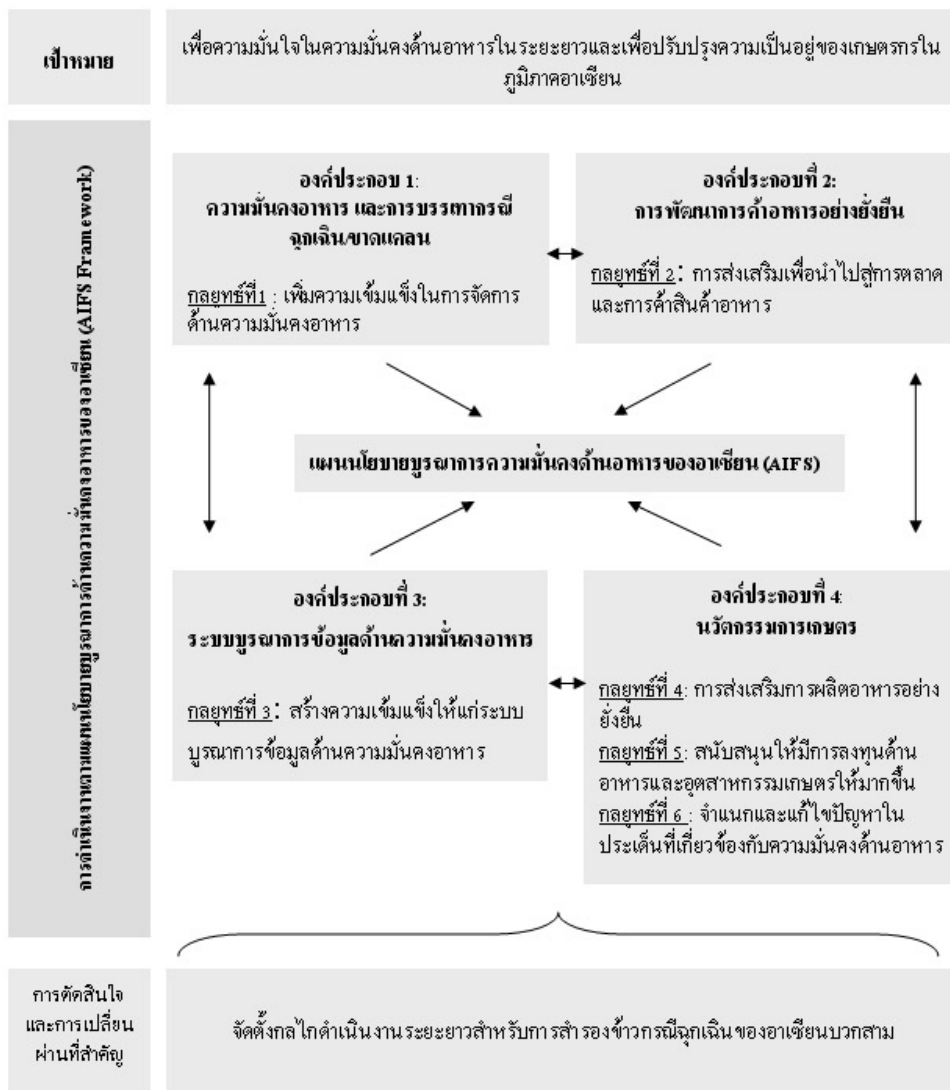 เป้าหมาย
เพื่อความมั่นใจในความมั่นคงด้านอาหารในระยะยาวและเพื่อปรับปรุงความเป็นอยู่ของเกษตรกรใน
ภูมิภาคอาเซียน
การดำเนินงานตามแผนนโยบายบูรณาการด้านความมั่นคงอาหารของอาเซียน (AIFS Framework)
องค์ประกอบ 1:
ความมั่นคงอาหาร และการบรรเทากรณี
ฉุกเฉิน/ขาดแคลน
กลยุทธ์ที่1 : เพิ่มความเข้มแข็งในการจัดการ
ด้านความมั่นคงอาหาร
องค์ประกอบที่ 2:
การพัฒนาการค้าอาหารอย่างยั่งยืน
กลยุทธ์ที่ 2: การส่งเสริมเพื่อนำไปสู่การตลาด
และการค้าสินค้าอาหาร
แผนนโยบายบูรณาการความมั่นคงด้านอาหารของอาเซียน (AIFS)
องค์ประกอบที่ 3:
ระบบบูรณาการข้อมูลด้านความมั่นคงอาหาร
กลยุทธ์ที่ 3: สร้างความเข้มแข็งให้แก่ระบบ
บูรณาการข้อมูลด้านความมั่นคงอาหาร
องค์ประกอบที่ 4:
นวัตกรรมการเกษตร
กลยุทธ์ที่ 4: การส่งเสริมการผลิตอาหารอย่าง
ยั่งยืน
กลยุทธ์ที่ 5: สนับสนุนให้มีการลงทุนด้าน
อาหารและอุตสาหกรรมเกษตรให้มากขึ้น
กลยุทธ์ที่ 6 : จำแนกและแก้ไขปัญหาใน
ประเด็นที่เกี่ยวข้องกับความมั่นคงด้านอาหาร
การตัดสินใจ
และการเปลี่ยน
ผ่านที่สำคัญ
จัดตั้งกลไกดำเนินงานระยะยาวสำหรับการสำรองข้าวกรณีฉุกเฉินของอาเซียนบวกสาม